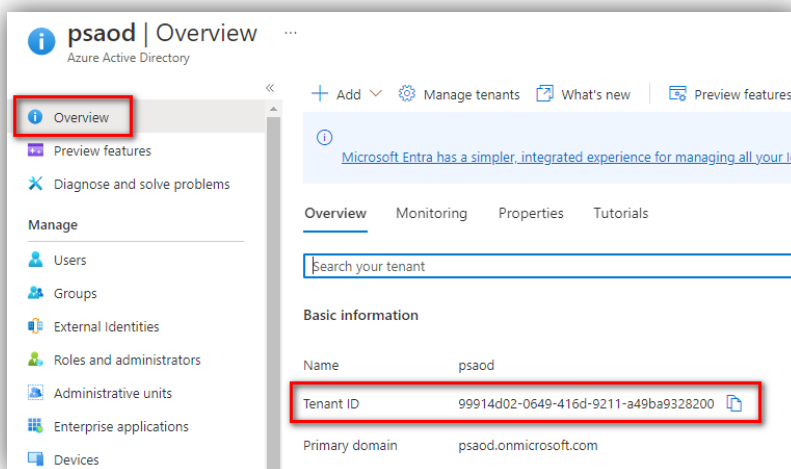 psaod | Overview ...
Azure Active Directory
«
Overview
Preview features
Diagnose and solve problems
Manage
Users
Groups
External Identities
Roles and administrators
Administrative units
Enterprise applications
Devices
Add Manage tenants What's new Preview features
Microsoft Entra has a simpler, integrated experience for managing all your I
Overview Monitoring Properties Tutorials
Search your tenant
Basic information
Name psaod
Tenant ID 99914d02-0649-416d-9211-a49ba9328200
Primary domain psaod.onmicrosoft.com